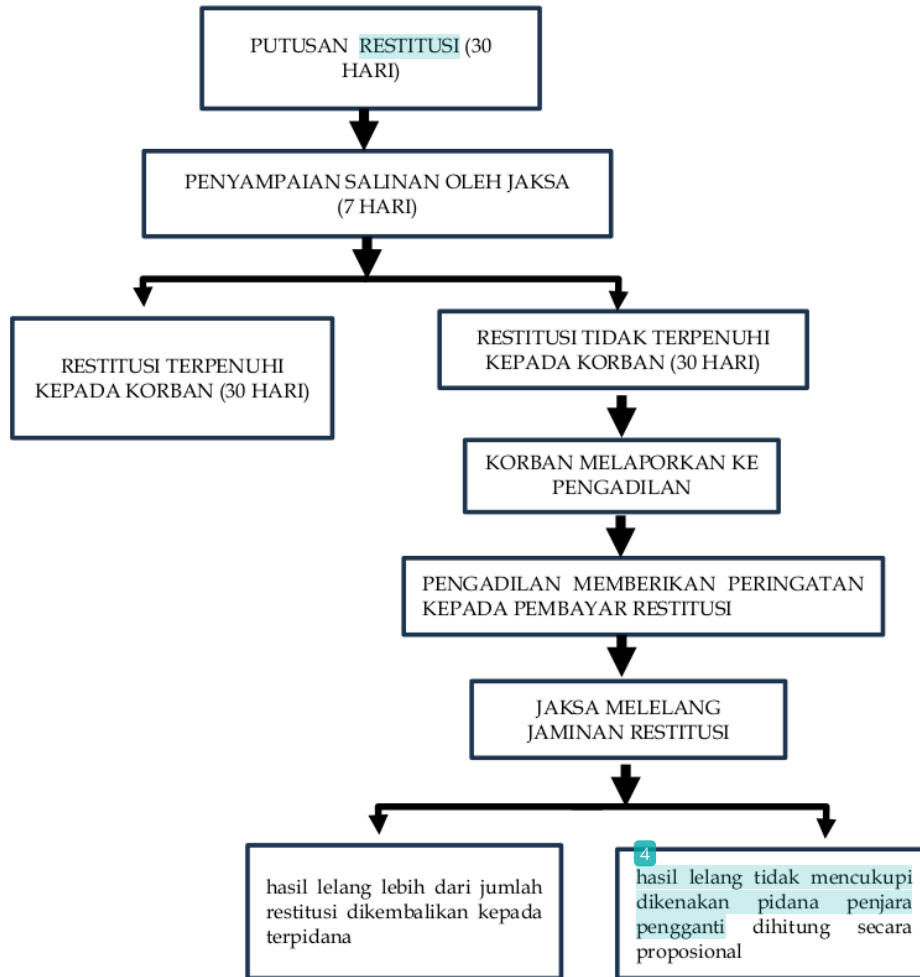 PUTUSAN RESTITUSI (30
HARI)
PENYAMPAIAN SALINAN OLEH JAKSA
(7 HARI)
RESTITUSI TERPENUHI
KEPADA KORBAN (30 HARI)
RESTITUSI TIDAK TERPENUHI
KEPADA KORBAN (30 HARI)
KORBAN MELAPORKAN KE
PENGADILAN
PENGADILAN MEMBERIKAN PERINGATAN
KEPADA PEMBAYAR RESTITUSI
JAKSA MELELANG
JAMINAN RESTITUSI
hasil lelang lebih dari jumlah
restitusi dikembalikan kepada
terpidana
4
hasil lelang tidak mencukupi
dikenakan pidana penjara
pengganti dihitung secara
proposional